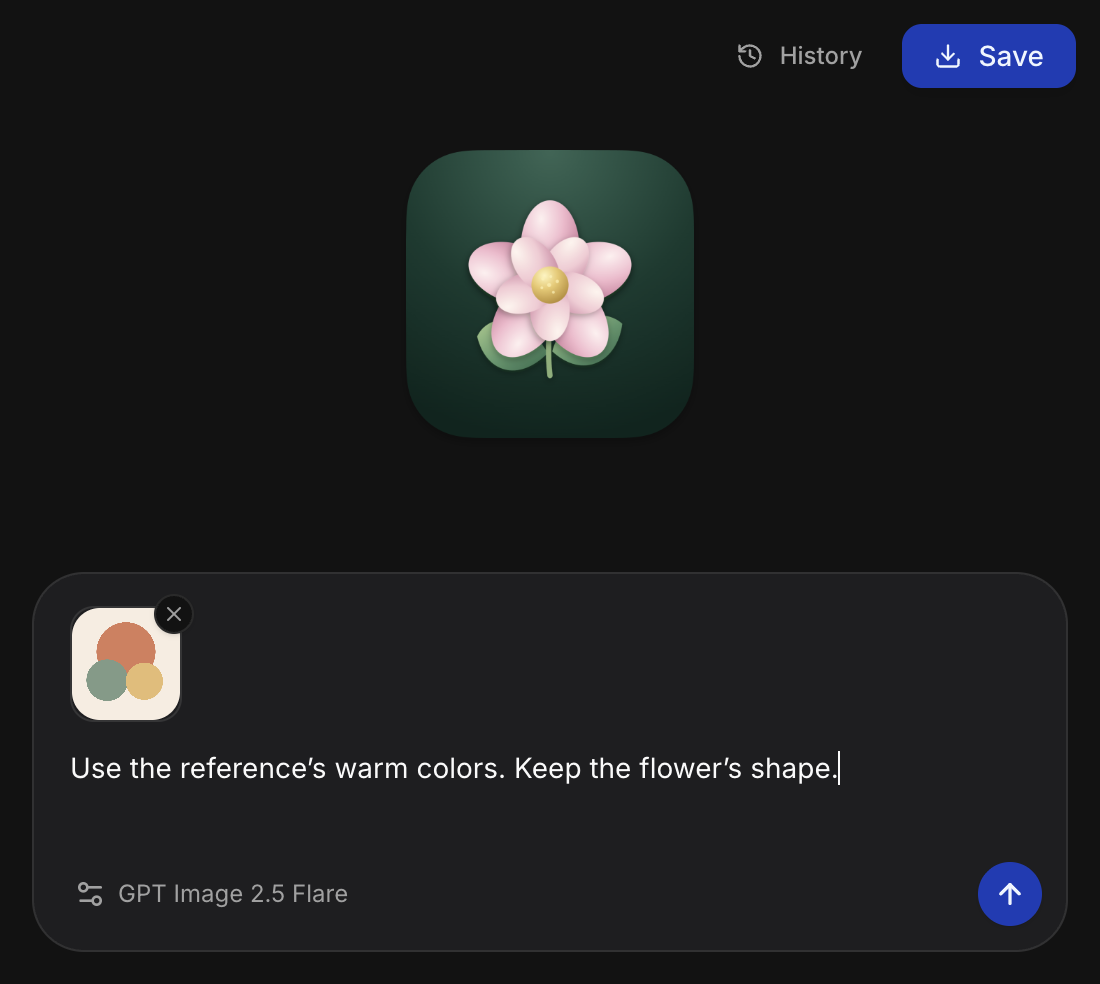 History
Save
Use the reference’s warm colors. Keep the flower’s shape.
GPT Image 2.5 Flare